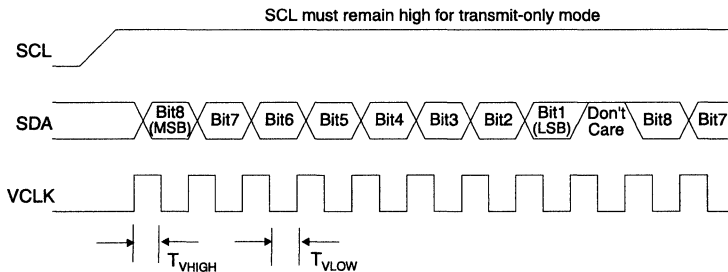 SCL must remain high for transmit-only mode
SCL
SDA
Bit8 (MSB)
Bit7
Bit6
Bit5
Bit4
Bit3
Bit2
Bit1 (LSB)
Don't Care
Bit8
Bit7
VCLK
TVHIGH
TVLOW